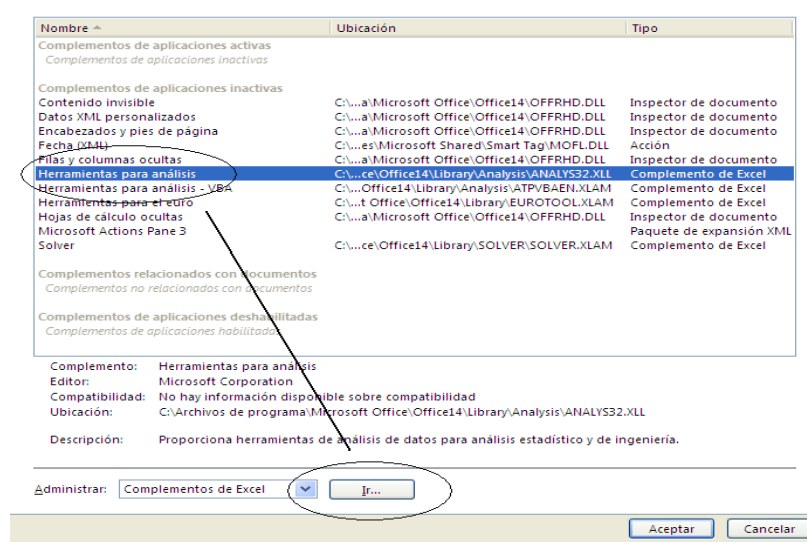 Nombre Ubicación Tipo
Complementos de aplicaciones activas
Complementos de aplicaciones inactivas
Complementos de aplicaciones inactivas
Contenido invisible C:\...a\Microsoft Office\Office14\OFFRHD.DLL Inspector de documento
Datos XML personalizados C:\...a\Microsoft Office\Office14\OFFRHD.DLL Inspector de documento
Encabezados y pies de página C:\...a\Microsoft Office\Office14\OFFRHD.DLL Inspector de documento
Fecha (XML) C:\...es\Microsoft Shared\Smart Tag\MOFL.DLL Acción
Filas y columnas ocultas C:\...a\Microsoft Office\Office14\OFFRHD.DLL Inspector de documento
Herramientas para análisis C:\...ce\Office14\Library\Analysis\ANALYS32.XLL Complemento de Excel
Herramientas para análisis - VBA C:\...Office14\Library\Analysis\ATPVBAEN.XLAM Complemento de Excel
Herramientas para el euro C:\...t Office\Office14\Library\EUROTOOL.XLAM Complemento de Excel
Hojas de cálculo ocultas C:\...a\Microsoft Office\Office14\OFFRHD.DLL Inspector de documento
Microsoft Actions Pane 3 Paquete de expansión XML
Solver C:\...ce\Office14\Library\SOLVER\SOLVER.XLAM Complemento de Excel
Complementos relacionados con documentos
Complementos no relacionados con documentos
Complementos de aplicaciones deshabilitadas
Complementos de aplicaciones habilitadas
Complemento: Herramientas para análisis
Editor: Microsoft Corporation
Compatibilidad: No hay información disponible sobre compatibilidad
Ubicación: C:\Archivos de programa\Microsoft Office\Office14\Library\Analysis\ANALYS32.XLL
Descripción: Proporciona herramientas de análisis de datos para análisis estadístico y de ingeniería.
Administrar: Complementos de Excel Ir...
Aceptar Cancelar